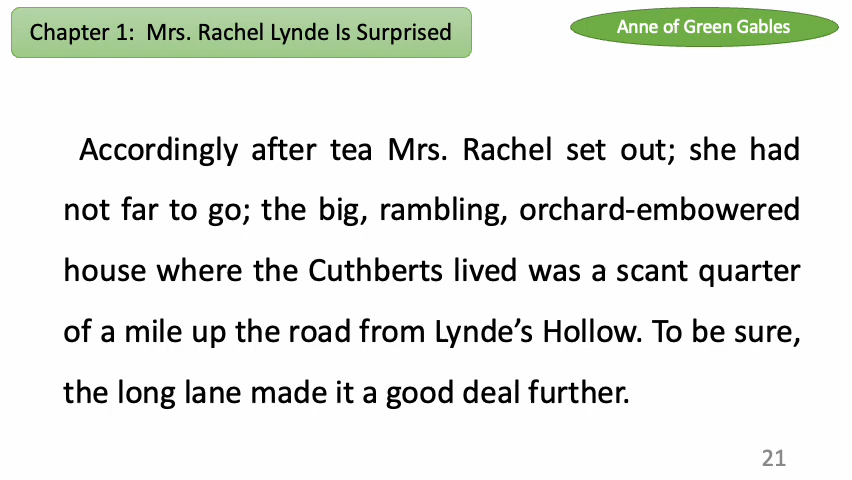 Chapter 1:  Mrs. Rachel Lynde Is Surprised
Anne of Green Gables
Accordingly after tea Mrs. Rachel set out; she had
not far to go; the big, rambling, orchard-embowered
house where the Cuthberts lived was a scant quarter
of a mile up the road from Lynde’s Hollow. To be sure,
the long lane made it a good deal further.
21